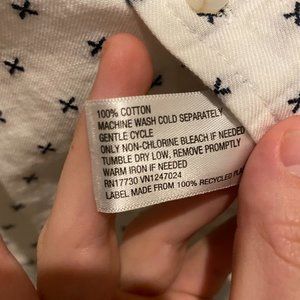 100% COTTON
MACHINE WASH COLD SEPARATELY
GENTLE CYCLE
ONLY NON-CHLORINE BLEACH IF NEEDED
TUMBLE DRY LOW, REMOVE PROMPTLY
WARM IRON IF NEEDED
RN17730 VN1247024
LABEL MADE FROM 100% RECYCLED